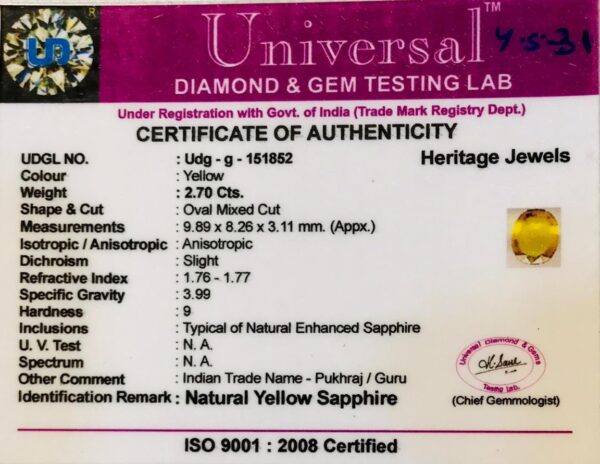 UD
R
Universal™
4.5.31
DIAMOND & GEM TESTING LAB
Under Registration with Govt. of India (Trade Mark Registry Dept.)
CERTIFICATE OF AUTHENTICITY
UDGL NO. : Udg - g - 151852
Heritage Jewels
Colour : Yellow
Weight : 2.70 Cts.
Shape & Cut : Oval Mixed Cut
Measurements : 9.89 x 8.26 x 3.11 mm. (Appx.)
Isotropic / Anisotropic : Anisotropic
Dichroism : Slight
Refractive Index : 1.76 - 1.77
Specific Gravity : 3.99
Hardness : 9
Inclusions : Typical of Natural Enhanced Sapphire
U. V. Test : N. A.
Spectrum : N. A.
Other Comment : Indian Trade Name - Pukhraj / Guru
Identification Remark : Natural Yellow Sapphire
Universal Diamond & Gems
Testing Lab.
(Chief Gemmologist)
ISO 9001 : 2008 Certified